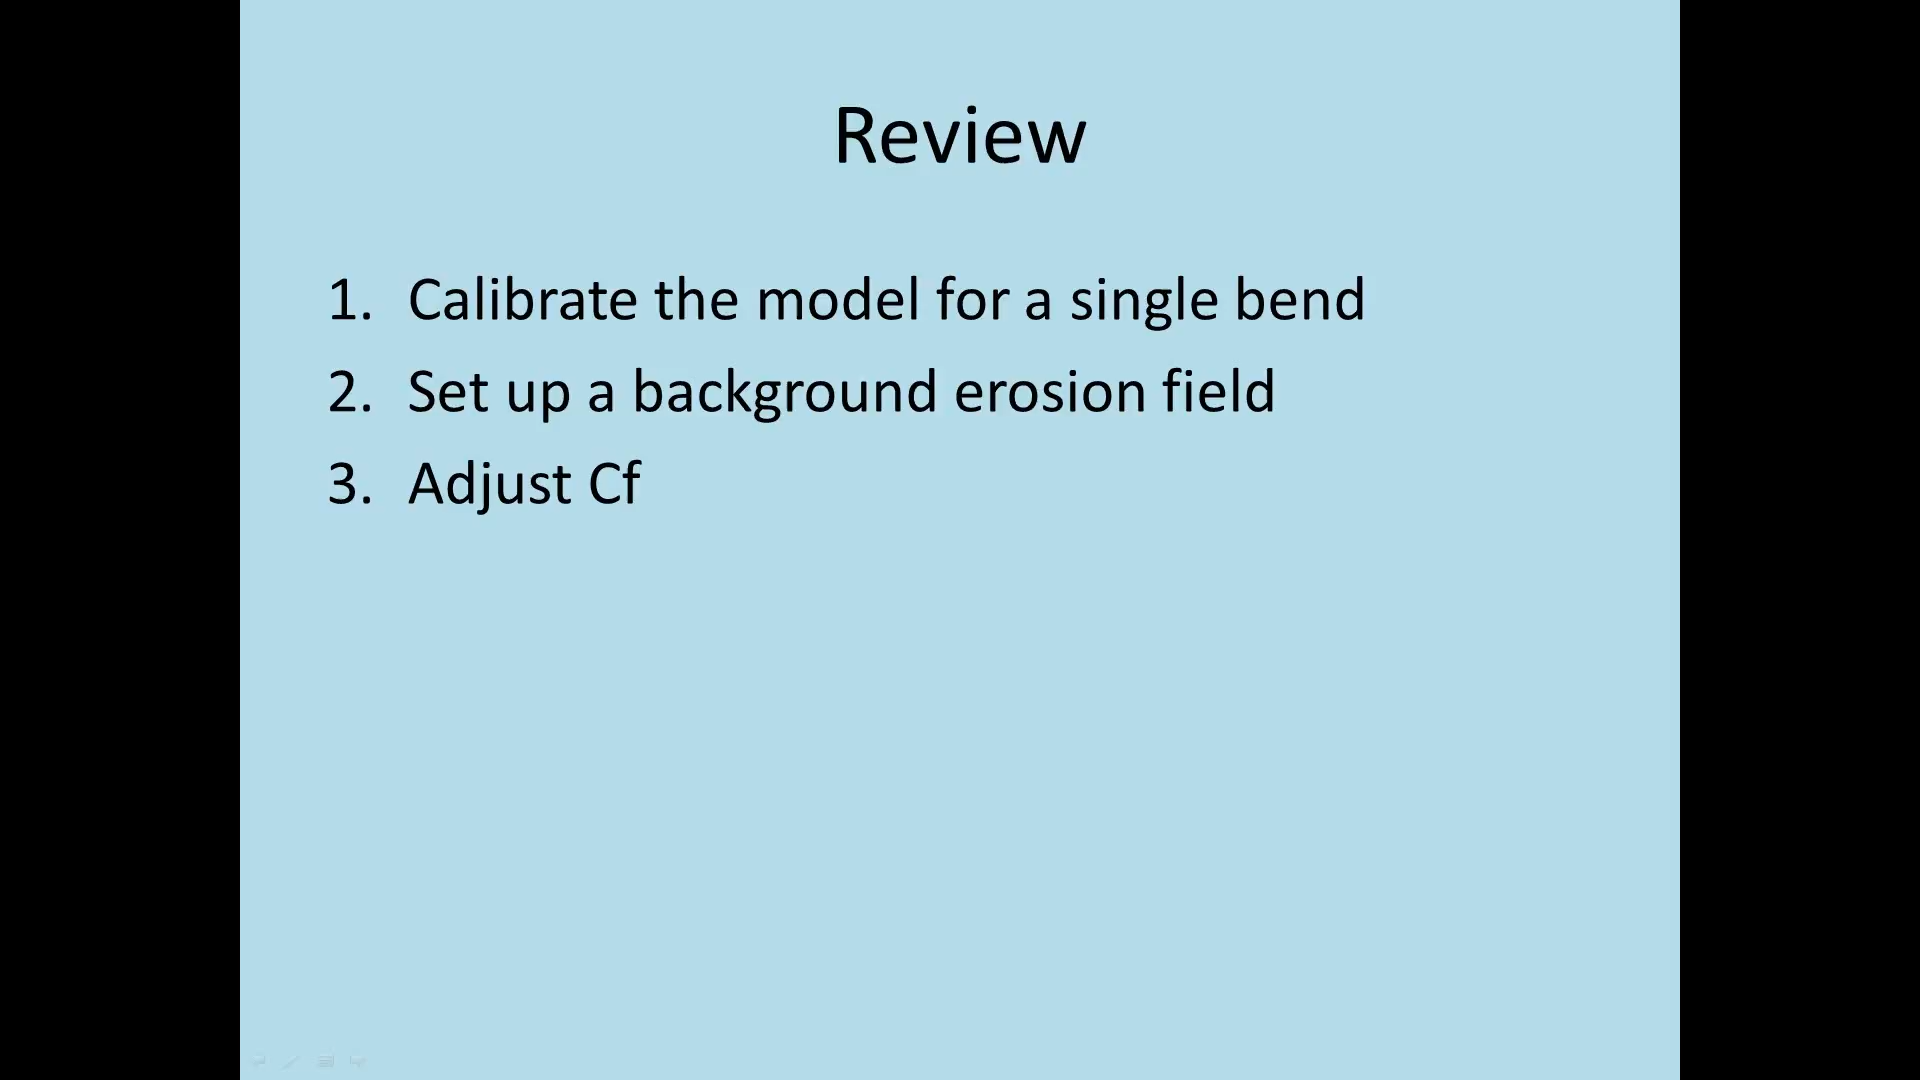 Review
1. Calibrate the model for a single bend
2. Set up a background erosion field
3. Adjust Cf